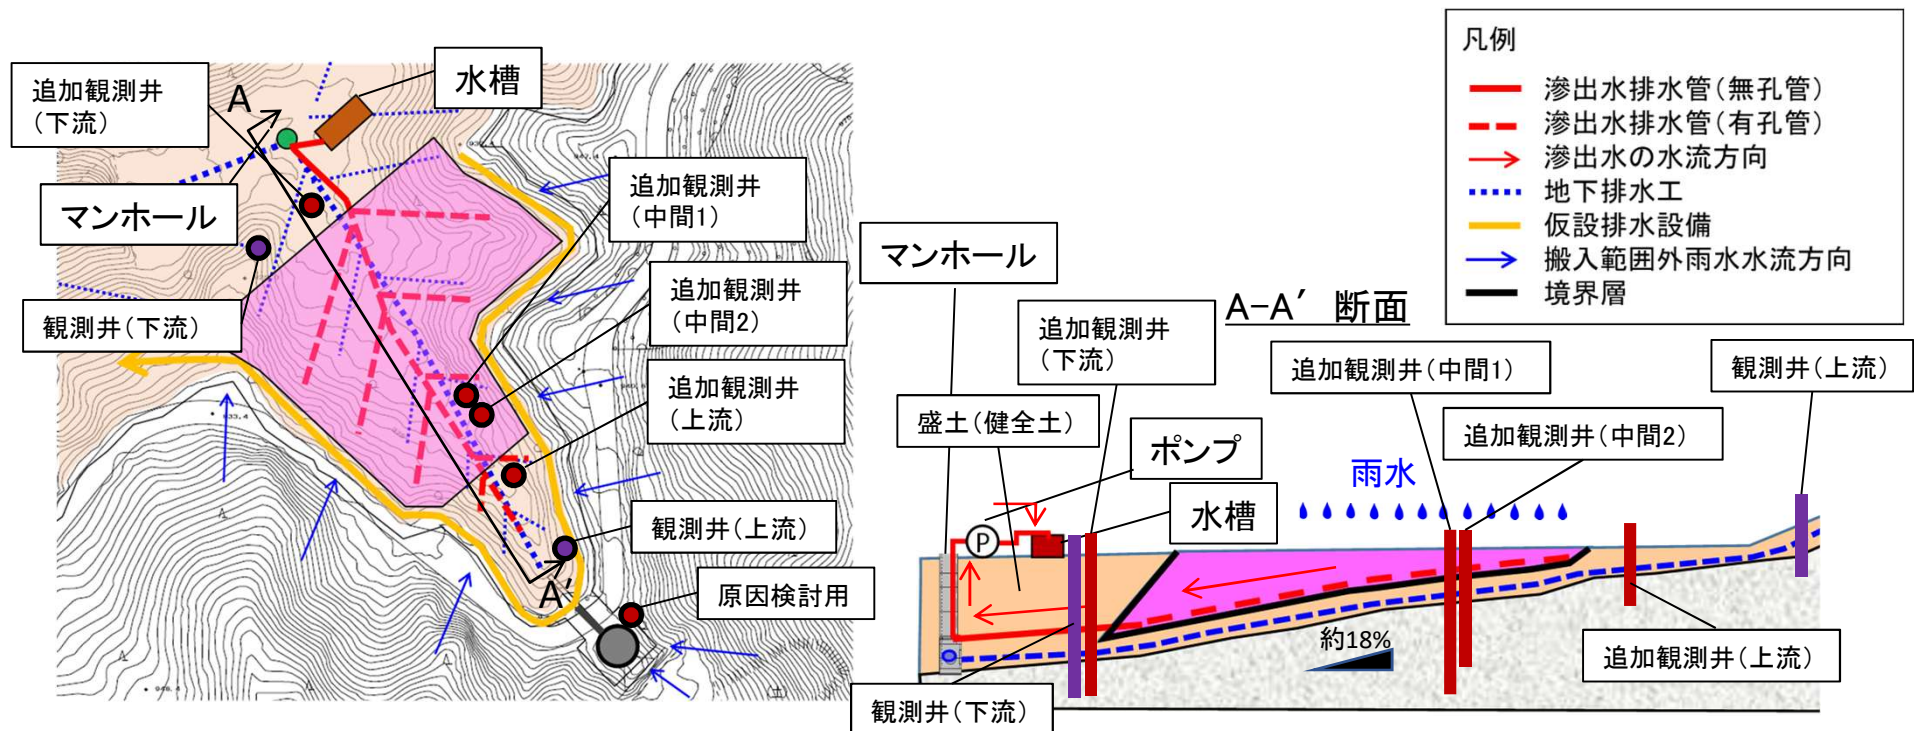 追加観測井
(下流)
水槽
A
マンホール
観測井(下流)
追加観測井
(中間1)
追加観測井
(中間2)
追加観測井
(上流)
観測井(上流)
A′
原因検討用
凡例
滲出水排水管(無孔管)
滲出水排水管(有孔管)
滲出水の水流方向
地下排水工
仮設排水設備
搬入範囲外雨水水流方向
境界層
A-A′ 断面
マンホール
追加観測井
(下流)
盛土(健全土)
ポンプ
P
水槽
雨水
追加観測井(中間1)
追加観測井(中間2)
観測井(上流)
追加観測井(上流)
約18%
観測井(下流)